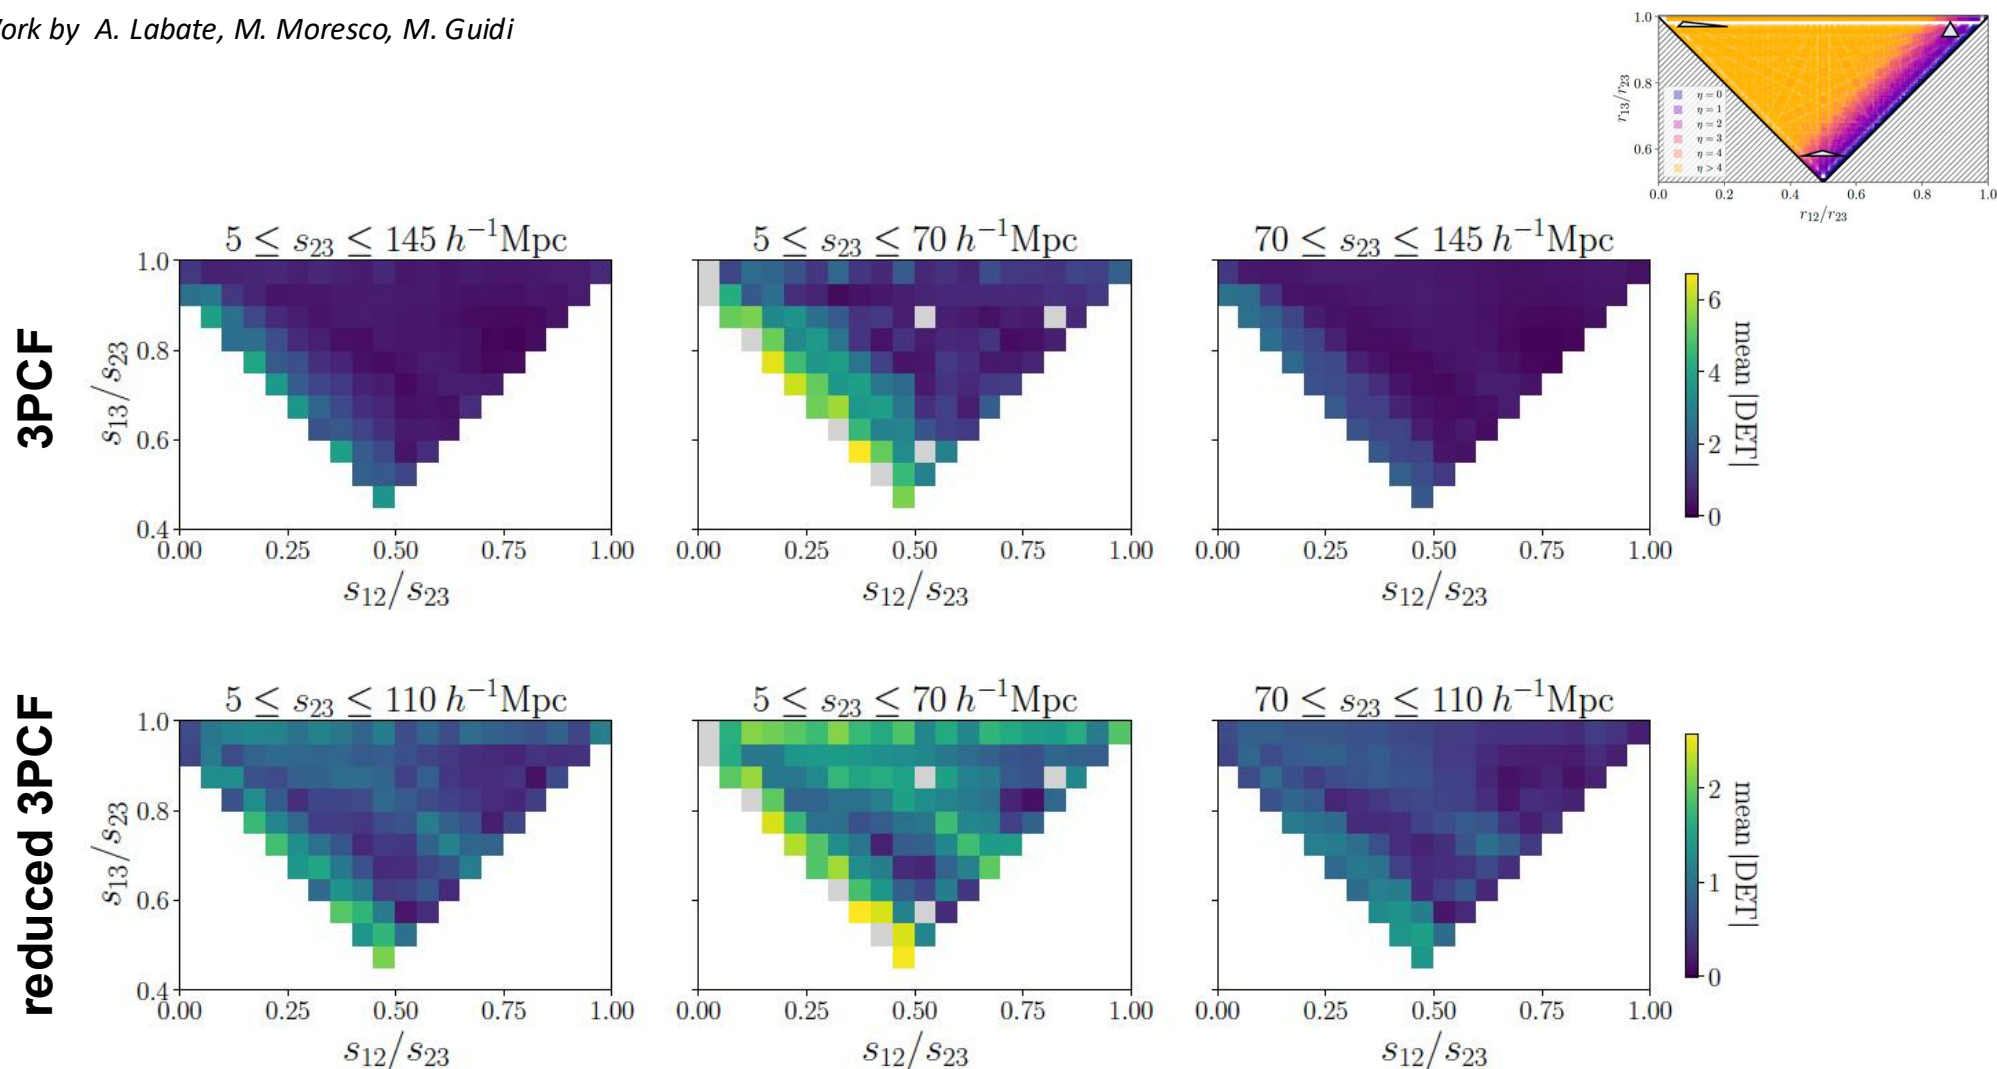 ork by A. Labate, M. Moresco, M. Guidi
1.0
0.8
0.6
r₁₃/r₂₃
η = 0
η = 1
η = 2
η = 3
η = 4
η > 4
0.0 0.2 0.4 0.6 0.8 1.0
r₁₂/r₂₃
3PCF
5 ≤ s₂₃ ≤ 145 h⁻¹Mpc
5 ≤ s₂₃ ≤ 70 h⁻¹Mpc
70 ≤ s₂₃ ≤ 145 h⁻¹Mpc
1.0
0.8
0.6
0.4
s₁₃/s₂₃
0.00 0.25 0.50 0.75 1.00
0.00 0.25 0.50 0.75 1.00
0.00 0.25 0.50 0.75 1.00
s₁₂/s₂₃
s₁₂/s₂₃
s₁₂/s₂₃
6
4
2
0
mean |DET|
reduced 3PCF
5 ≤ s₂₃ ≤ 110 h⁻¹Mpc
5 ≤ s₂₃ ≤ 70 h⁻¹Mpc
70 ≤ s₂₃ ≤ 110 h⁻¹Mpc
1.0
0.8
0.6
0.4
s₁₃/s₂₃
0.00 0.25 0.50 0.75 1.00
0.00 0.25 0.50 0.75 1.00
0.00 0.25 0.50 0.75 1.00
s₁₂/s₂₃
s₁₂/s₂₃
s₁₂/s₂₃
2
1
0
mean |DET|